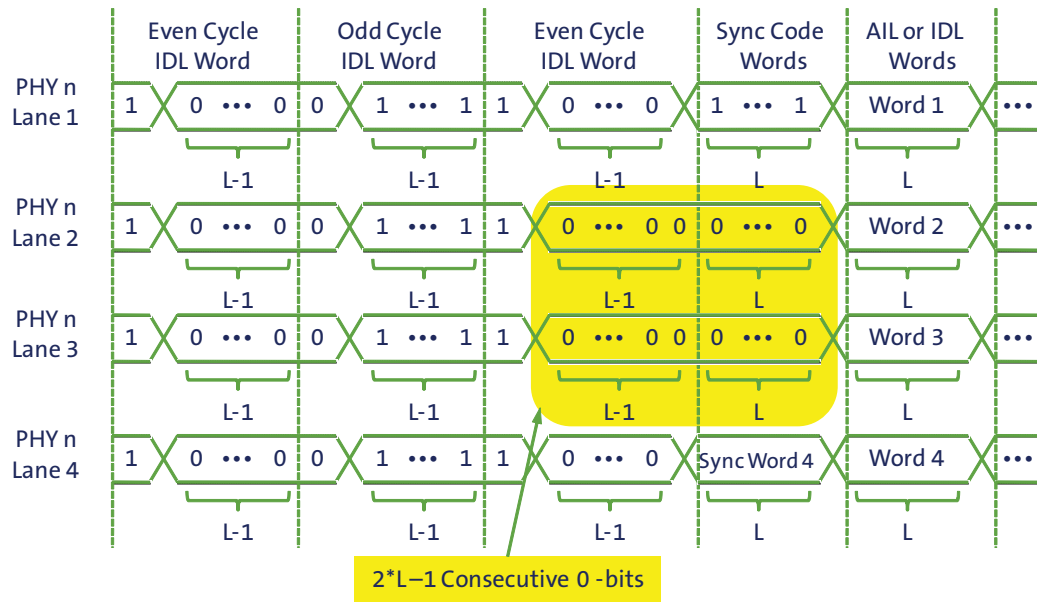 Even Cycle Odd Cycle Even Cycle Sync Code AIL or IDL
IDL Word IDL Word IDL Word Words Words
PHY n
Lane 1
1 0 ••• 0 0 1 ••• 1 1 0 ••• 0 1 ••• 1 Word 1 •••
L-1 L-1 L-1 L L
PHY n
Lane 2
1 0 ••• 0 0 1 ••• 1 1 0 ••• 0 0 0 ••• 0 Word 2 •••
L-1 L-1 L-1 L L
PHY n
Lane 3
1 0 ••• 0 0 1 ••• 1 1 0 ••• 0 0 0 ••• 0 Word 3 •••
L-1 L-1 L-1 L L
PHY n
Lane 4
1 0 ••• 0 0 1 ••• 1 1 0 ••• 0 Sync Word 4 Word 4 •••
L-1 L-1 L-1 L L
2*L–1 Consecutive 0 -bits